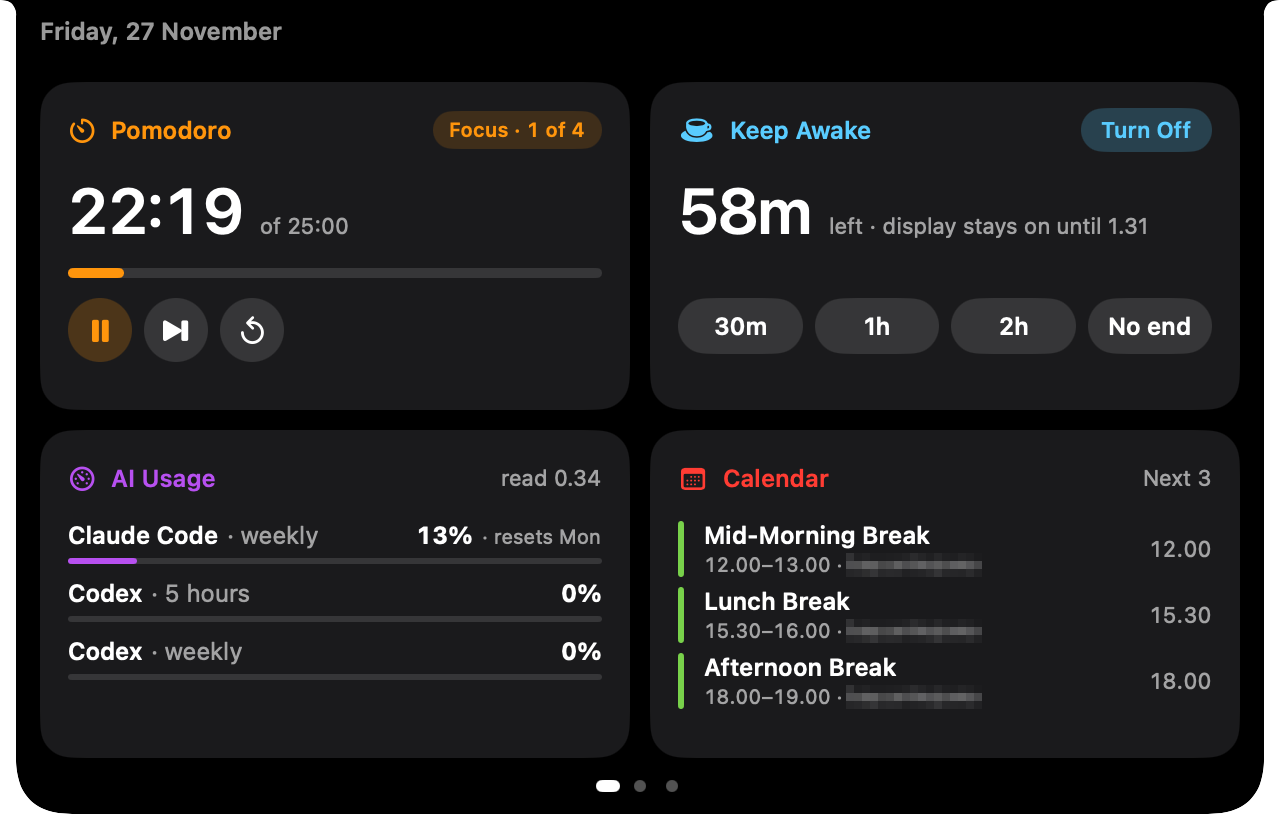 Friday, 27 November
Pomodoro
Focus · 1 of 4
22:19 of 25:00
Keep Awake
Turn Off
58m left · display stays on until 1.31
30m
1h
2h
No end
AI Usage
read 0.34
Claude Code · weekly
13% · resets Mon
Codex · 5 hours
0%
Codex · weekly
0%
Calendar
Next 3
Mid-Morning Break
12.00–13.00 ·
12.00
Lunch Break
15.30–16.00 ·
15.30
Afternoon Break
18.00–19.00 ·
18.00